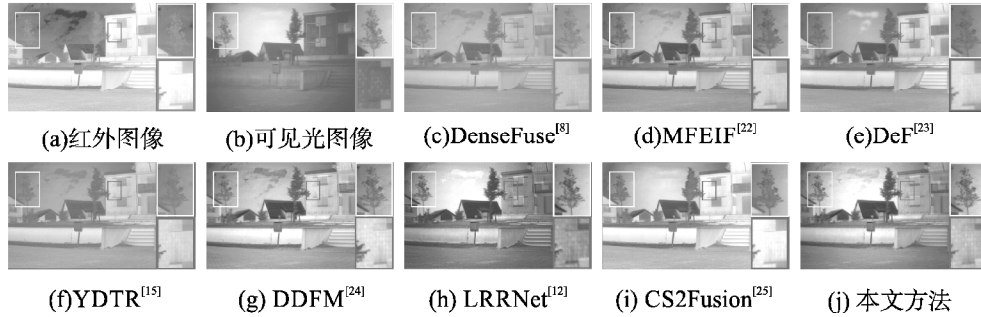 (a)红外图像 (b)可见光图像 (c)DenseFuse[8] (d)MFEIF[22] (e)DeF[23]
(f)YDTR[15] (g) DDFM[24] (h) LRRNet[12] (i) CS2Fusion[25] (j) 本文方法